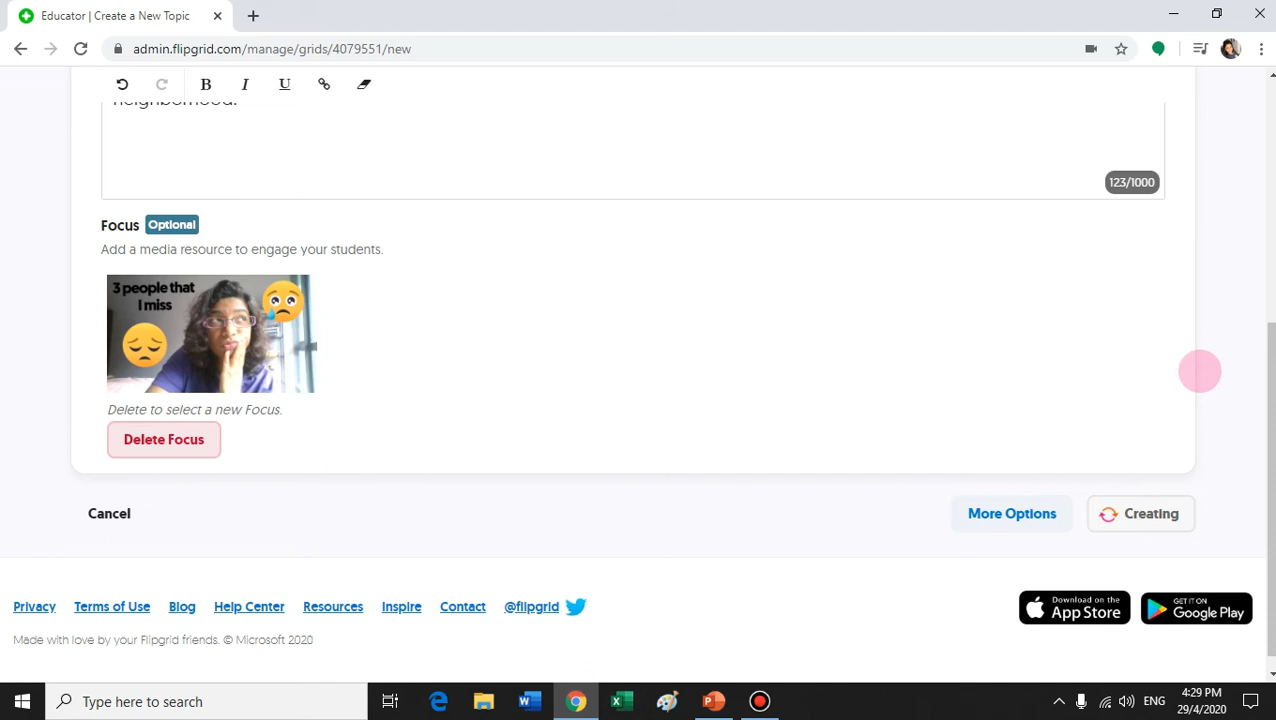 Educator | Create a New Topic
admin.flipgrid.com/manage/grids/4079551/new
B I U
neighborhood.
123/1000
Focus Optional
Add a media resource to engage your students.
3 people that
I miss
Delete to select a new Focus.
Delete Focus
Cancel
More Options
Creating
Privacy Terms of Use Blog Help Center Resources Inspire Contact @flipgrid
Download on the
App Store
GET IT ON
Google Play
Made with love by your Flipgrid friends. © Microsoft 2020
Type here to search
ENG
4:29 PM
29/4/2020